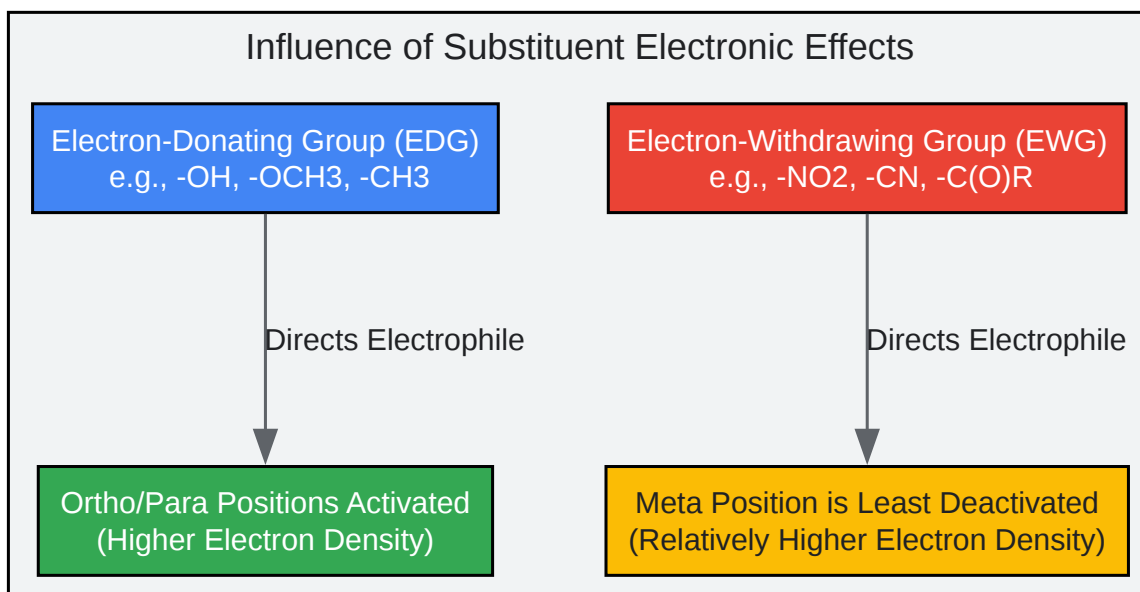 Influence of Substituent Electronic Effects
Electron-Donating Group (EDG)
e.g., -OH, -OCH3, -CH3
Electron-Withdrawing Group (EWG)
e.g., -NO2, -CN, -C(O)R
Directs Electrophile
Directs Electrophile
Ortho/Para Positions Activated
(Higher Electron Density)
Meta Position is Least Deactivated
(Relatively Higher Electron Density)